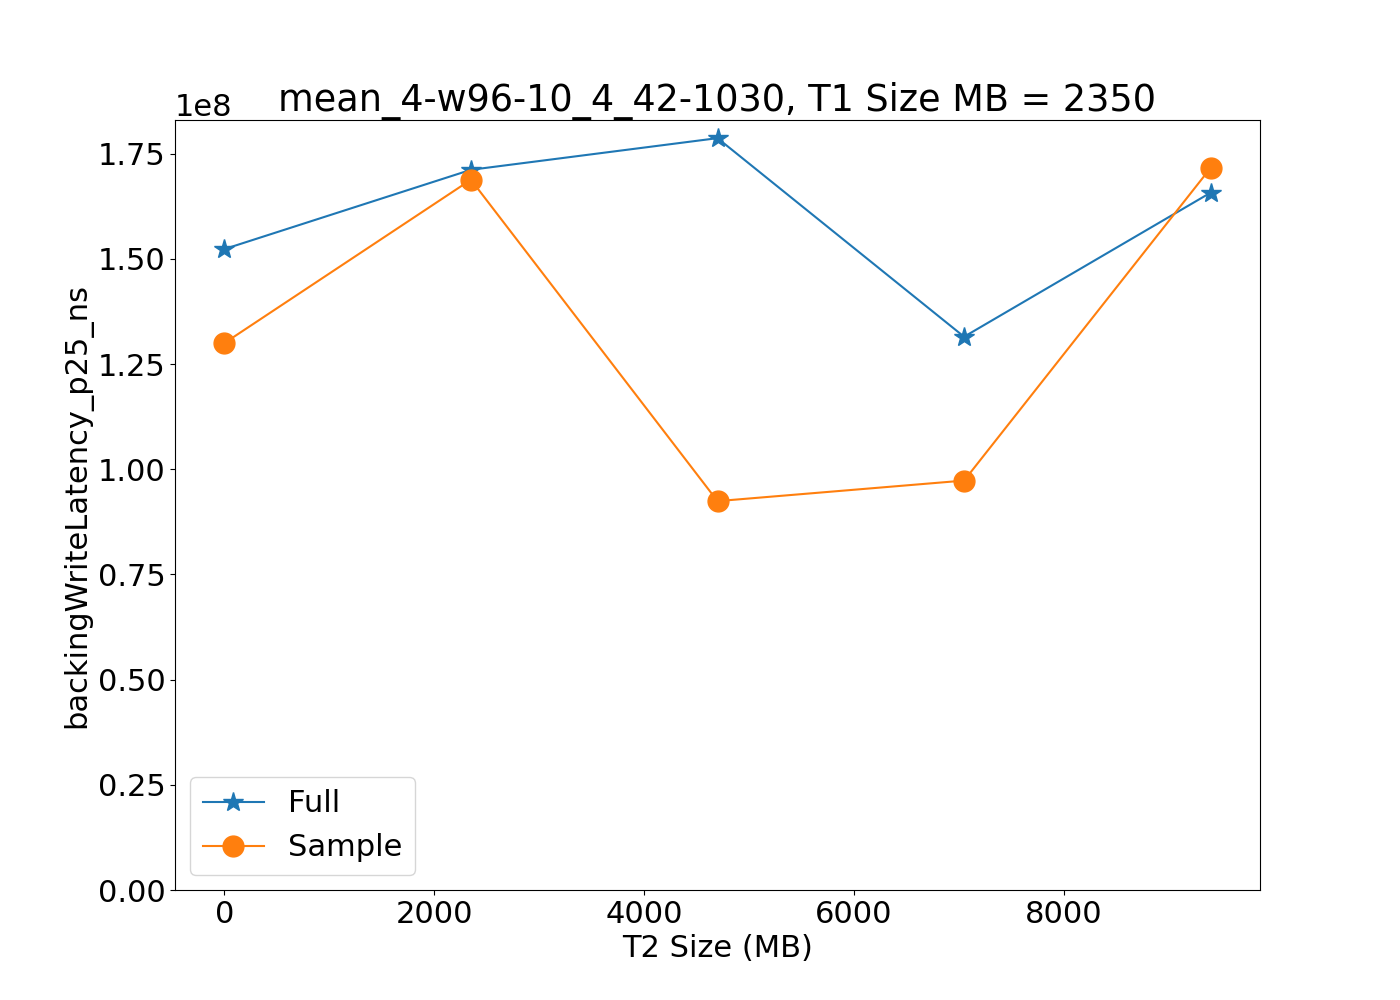 mean_4-w96-10_4_42-1030, T1 Size MB = 2350
1e8
backingWriteLatency_p25_ns
1.75
1.50
1.25
1.00
0.75
0.50
0.25
0.00
Full
Sample
0 2000 4000 6000 8000
T2 Size (MB)